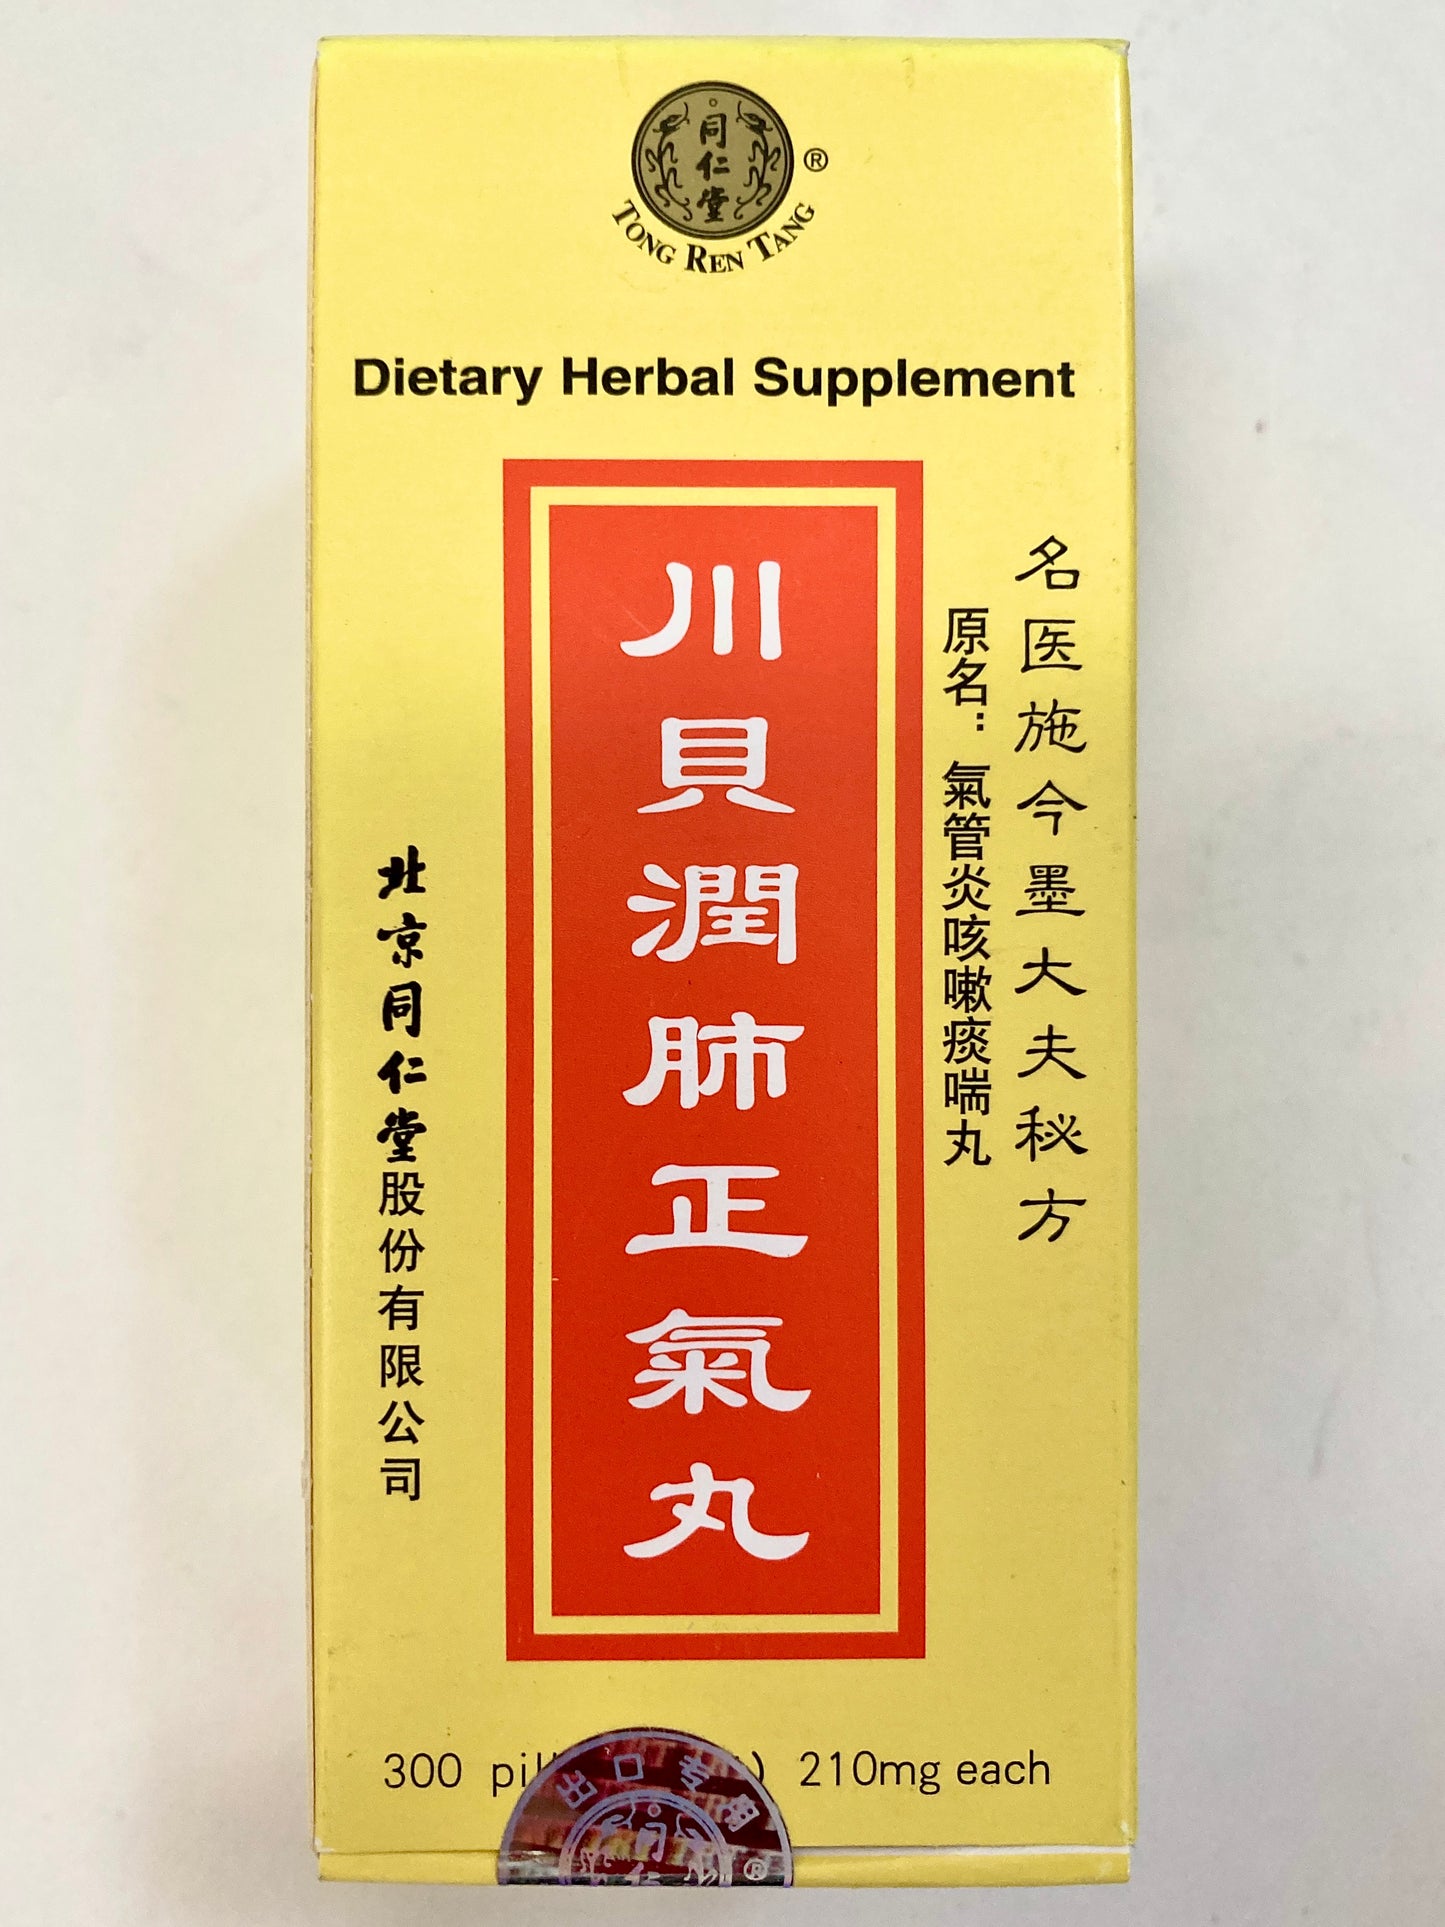 同仁堂
®
TONG REN TANG
Dietary Herbal Supplement
名医施今墨大夫秘方
原名：氣管炎咳嗽痰喘丸
川貝潤肺正氣丸
北京同仁堂股份有限公司
300 210mg each
出口专用
同仁
®